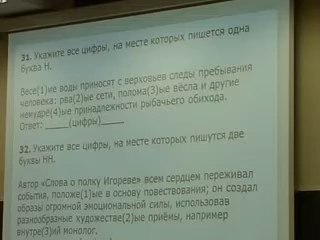 31. Укажите все цифры, на месте которых пишется одна
буква Н.
Весе(1)ие воды приносят с верховьев следы пребывания
человека: рва(2)ые сети, полома(3)ые вёсла и другие
немудрё(4)ые принадлежности рыбачьего обихода.
Ответ: _____(цифры)_____
32. Укажите все цифры, на месте которых пишутся две
буквы НН.
Автор «Слова о полку Игореве» всем сердцем переживал
события, положе(1)ые в основу повествования; он создал
образы огромной эмоциональной силы, использовав
разнообразные художестве(2)ые приёмы, например
внутре(3)ий монолог.